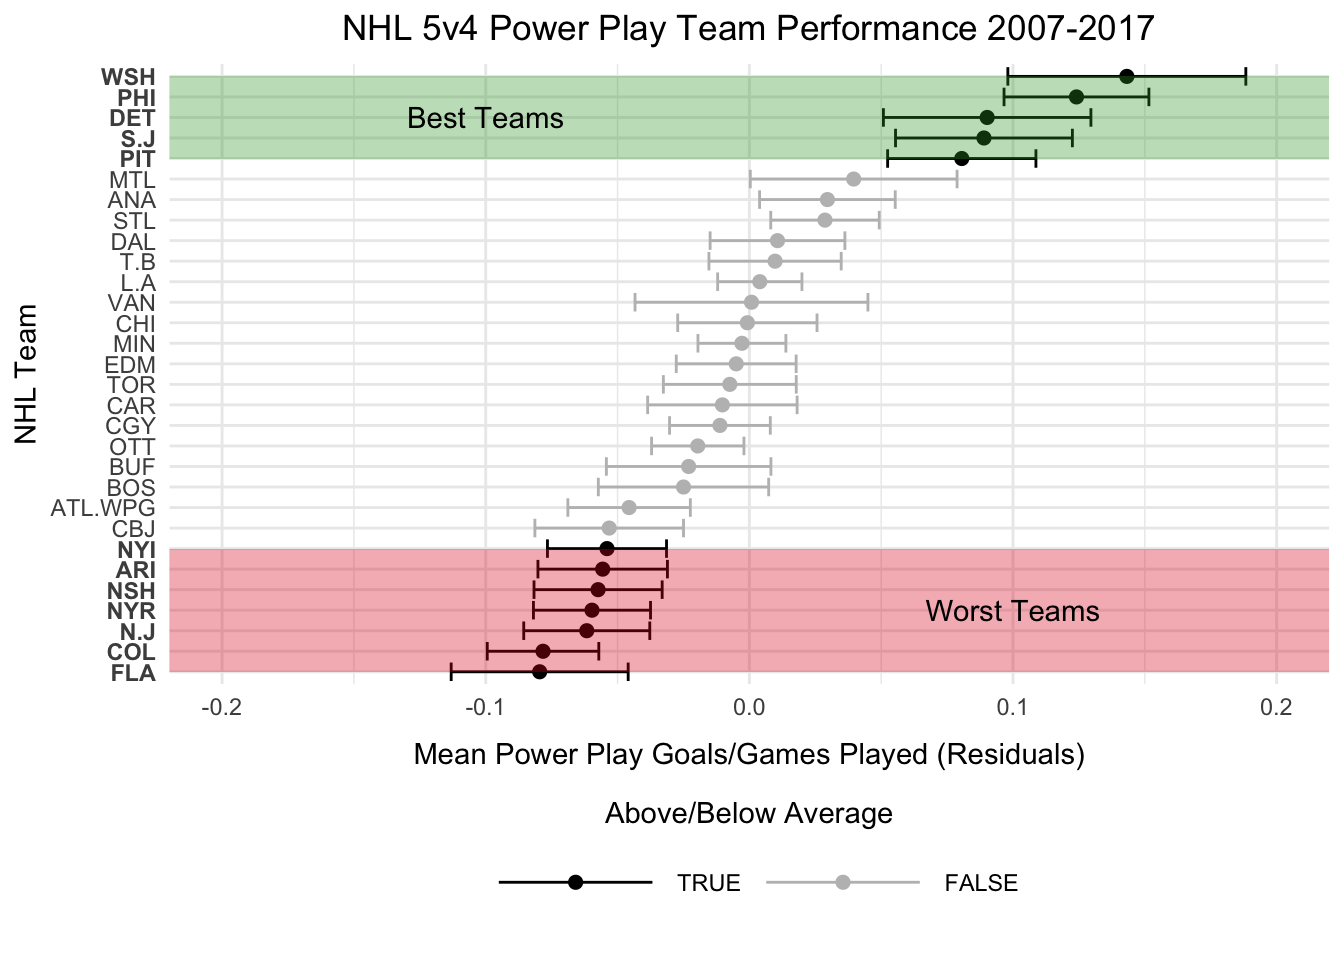 NHL 5v4 Power Play Team Performance 2007-2017
WSH
PHI
DET
Best Teams
S.J
PIT
MTL
ANA
STL
DAL
T.B
L.A
VAN
CHI
MIN
EDM
TOR
CAR
CGY
OTT
BUF
BOS
ATL.WPG
CBJ
NYI
ARI
NSH
NYR
Worst Teams
N.J
COL
FLA
NHL Team
-0.2 -0.1 0.0 0.1 0.2
Mean Power Play Goals/Games Played (Residuals)
Above/Below Average
TRUE FALSE